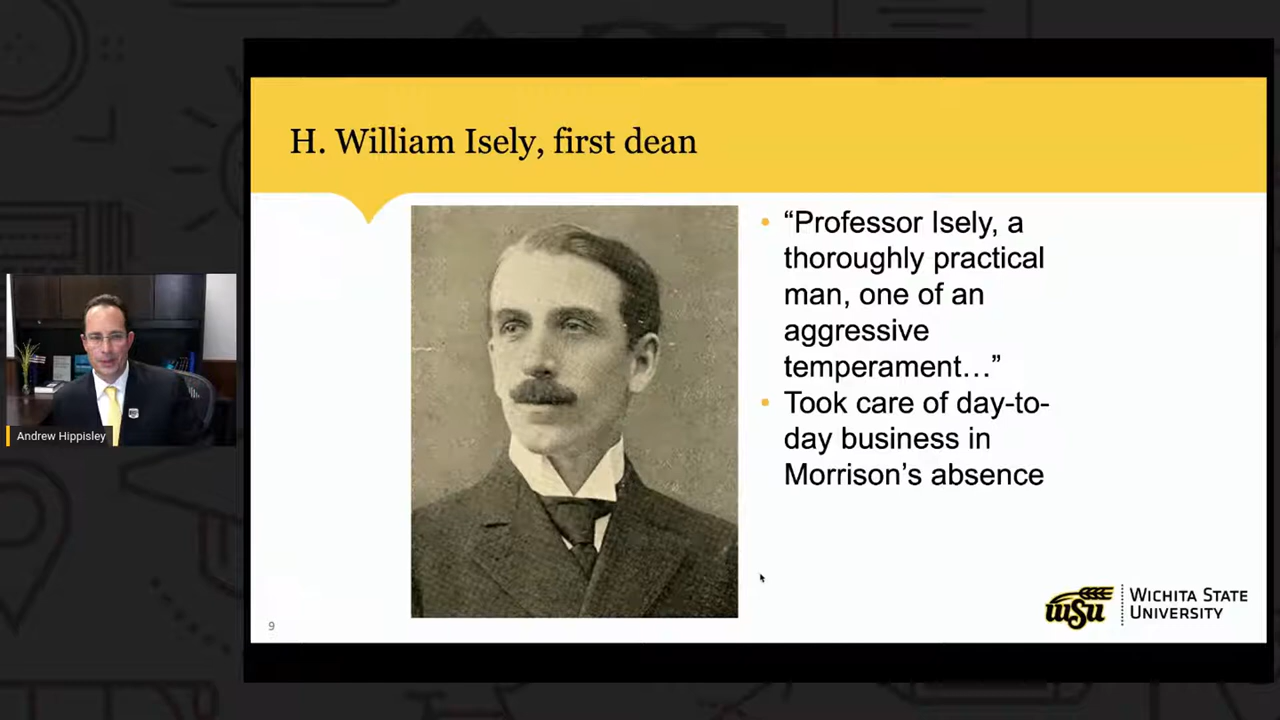 H. William Isely, first dean
• “Professor Isely, a
thoroughly practical
man, one of an
aggressive
temperament…”
• Took care of day-to-
day business in
Morrison’s absence
Andrew Hippisley
9
wsu
WICHITA STATE
UNIVERSITY